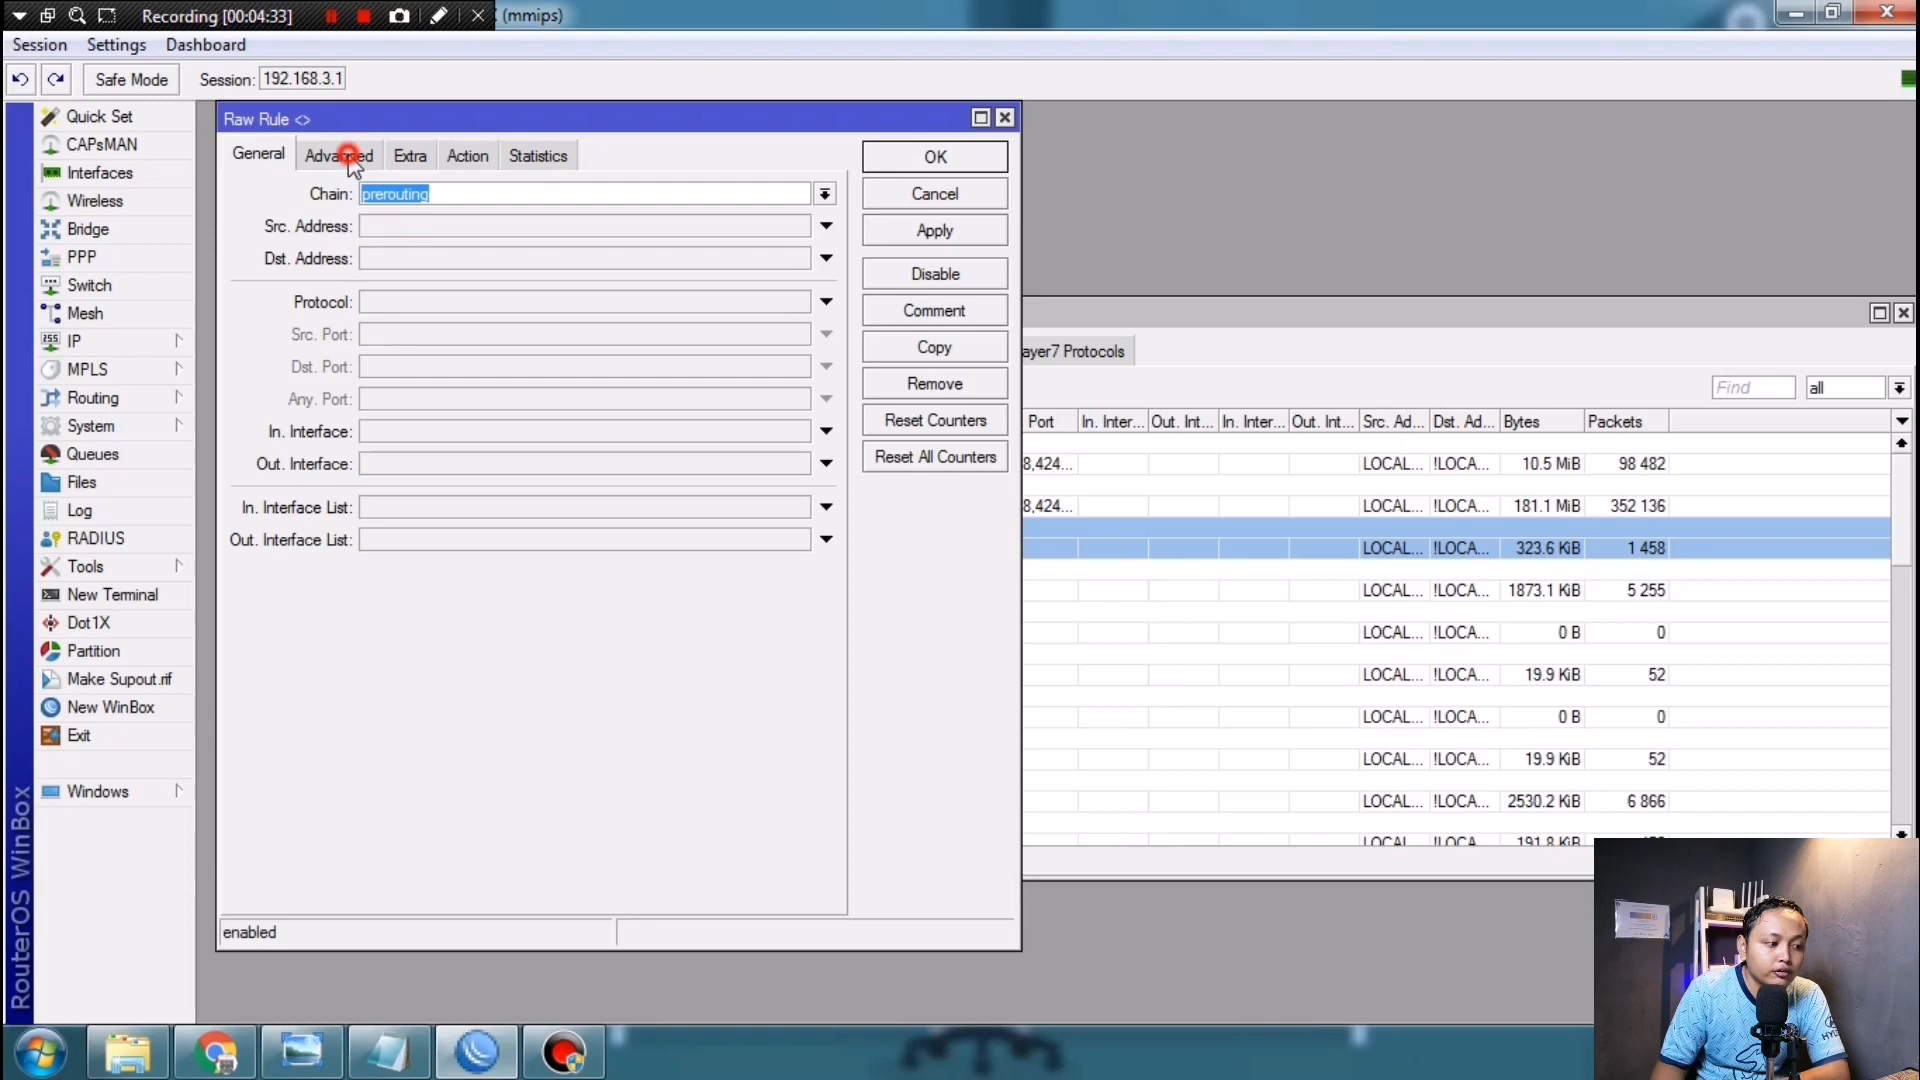 Recording [00:04:33]
(mmips)
Session Settings Dashboard
Safe Mode Session: 192.168.3.1
Quick Set
CAPsMAN
Interfaces
Wireless
Bridge
PPP
Switch
Mesh
IP
MPLS
Routing
System
Queues
Files
Log
RADIUS
Tools
New Terminal
Dot1X
Partition
Make Supout.rif
New WinBox
Exit
Windows
RouterOS WinBox
Raw Rule <>
General Advanced Extra Action Statistics
Chain: prerouting
Src. Address:
Dst. Address:
Protocol:
Src. Port:
Dst. Port:
Any. Port:
In. Interface:
Out. Interface:
In. Interface List:
Out. Interface List:
enabled
OK
Cancel
Apply
Disable
Comment
Copy
Remove
Reset Counters
Reset All Counters
ayer7 Protocols
Find all
Port In. Inter... Out. Int... In. Inter... Out. Int... Src. Ad... Dst. Ad... Bytes Packets
8,424... LOCAL... !LOCA... 10.5 MiB 98 482
8,424... LOCAL... !LOCA... 181.1 MiB 352 136
LOCAL... !LOCA... 323.6 KiB 1 458
LOCAL... !LOCA... 1873.1 KiB 5 255
LOCAL... !LOCA... 0 B 0
LOCAL... !LOCA... 19.9 KiB 52
LOCAL... !LOCA... 0 B 0
LOCAL... !LOCA... 19.9 KiB 52
LOCAL... !LOCA... 2530.2 KiB 6 866
LOCAL... !LOCA... 191.8 KiB